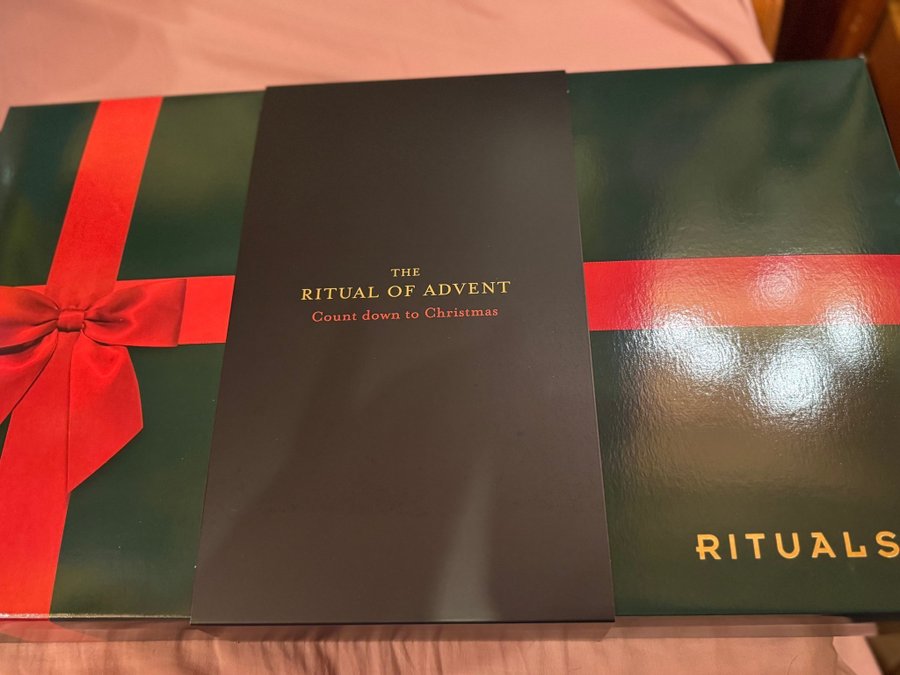 THE
RITUAL OF ADVENT
Count down to Christmas
RITUALS